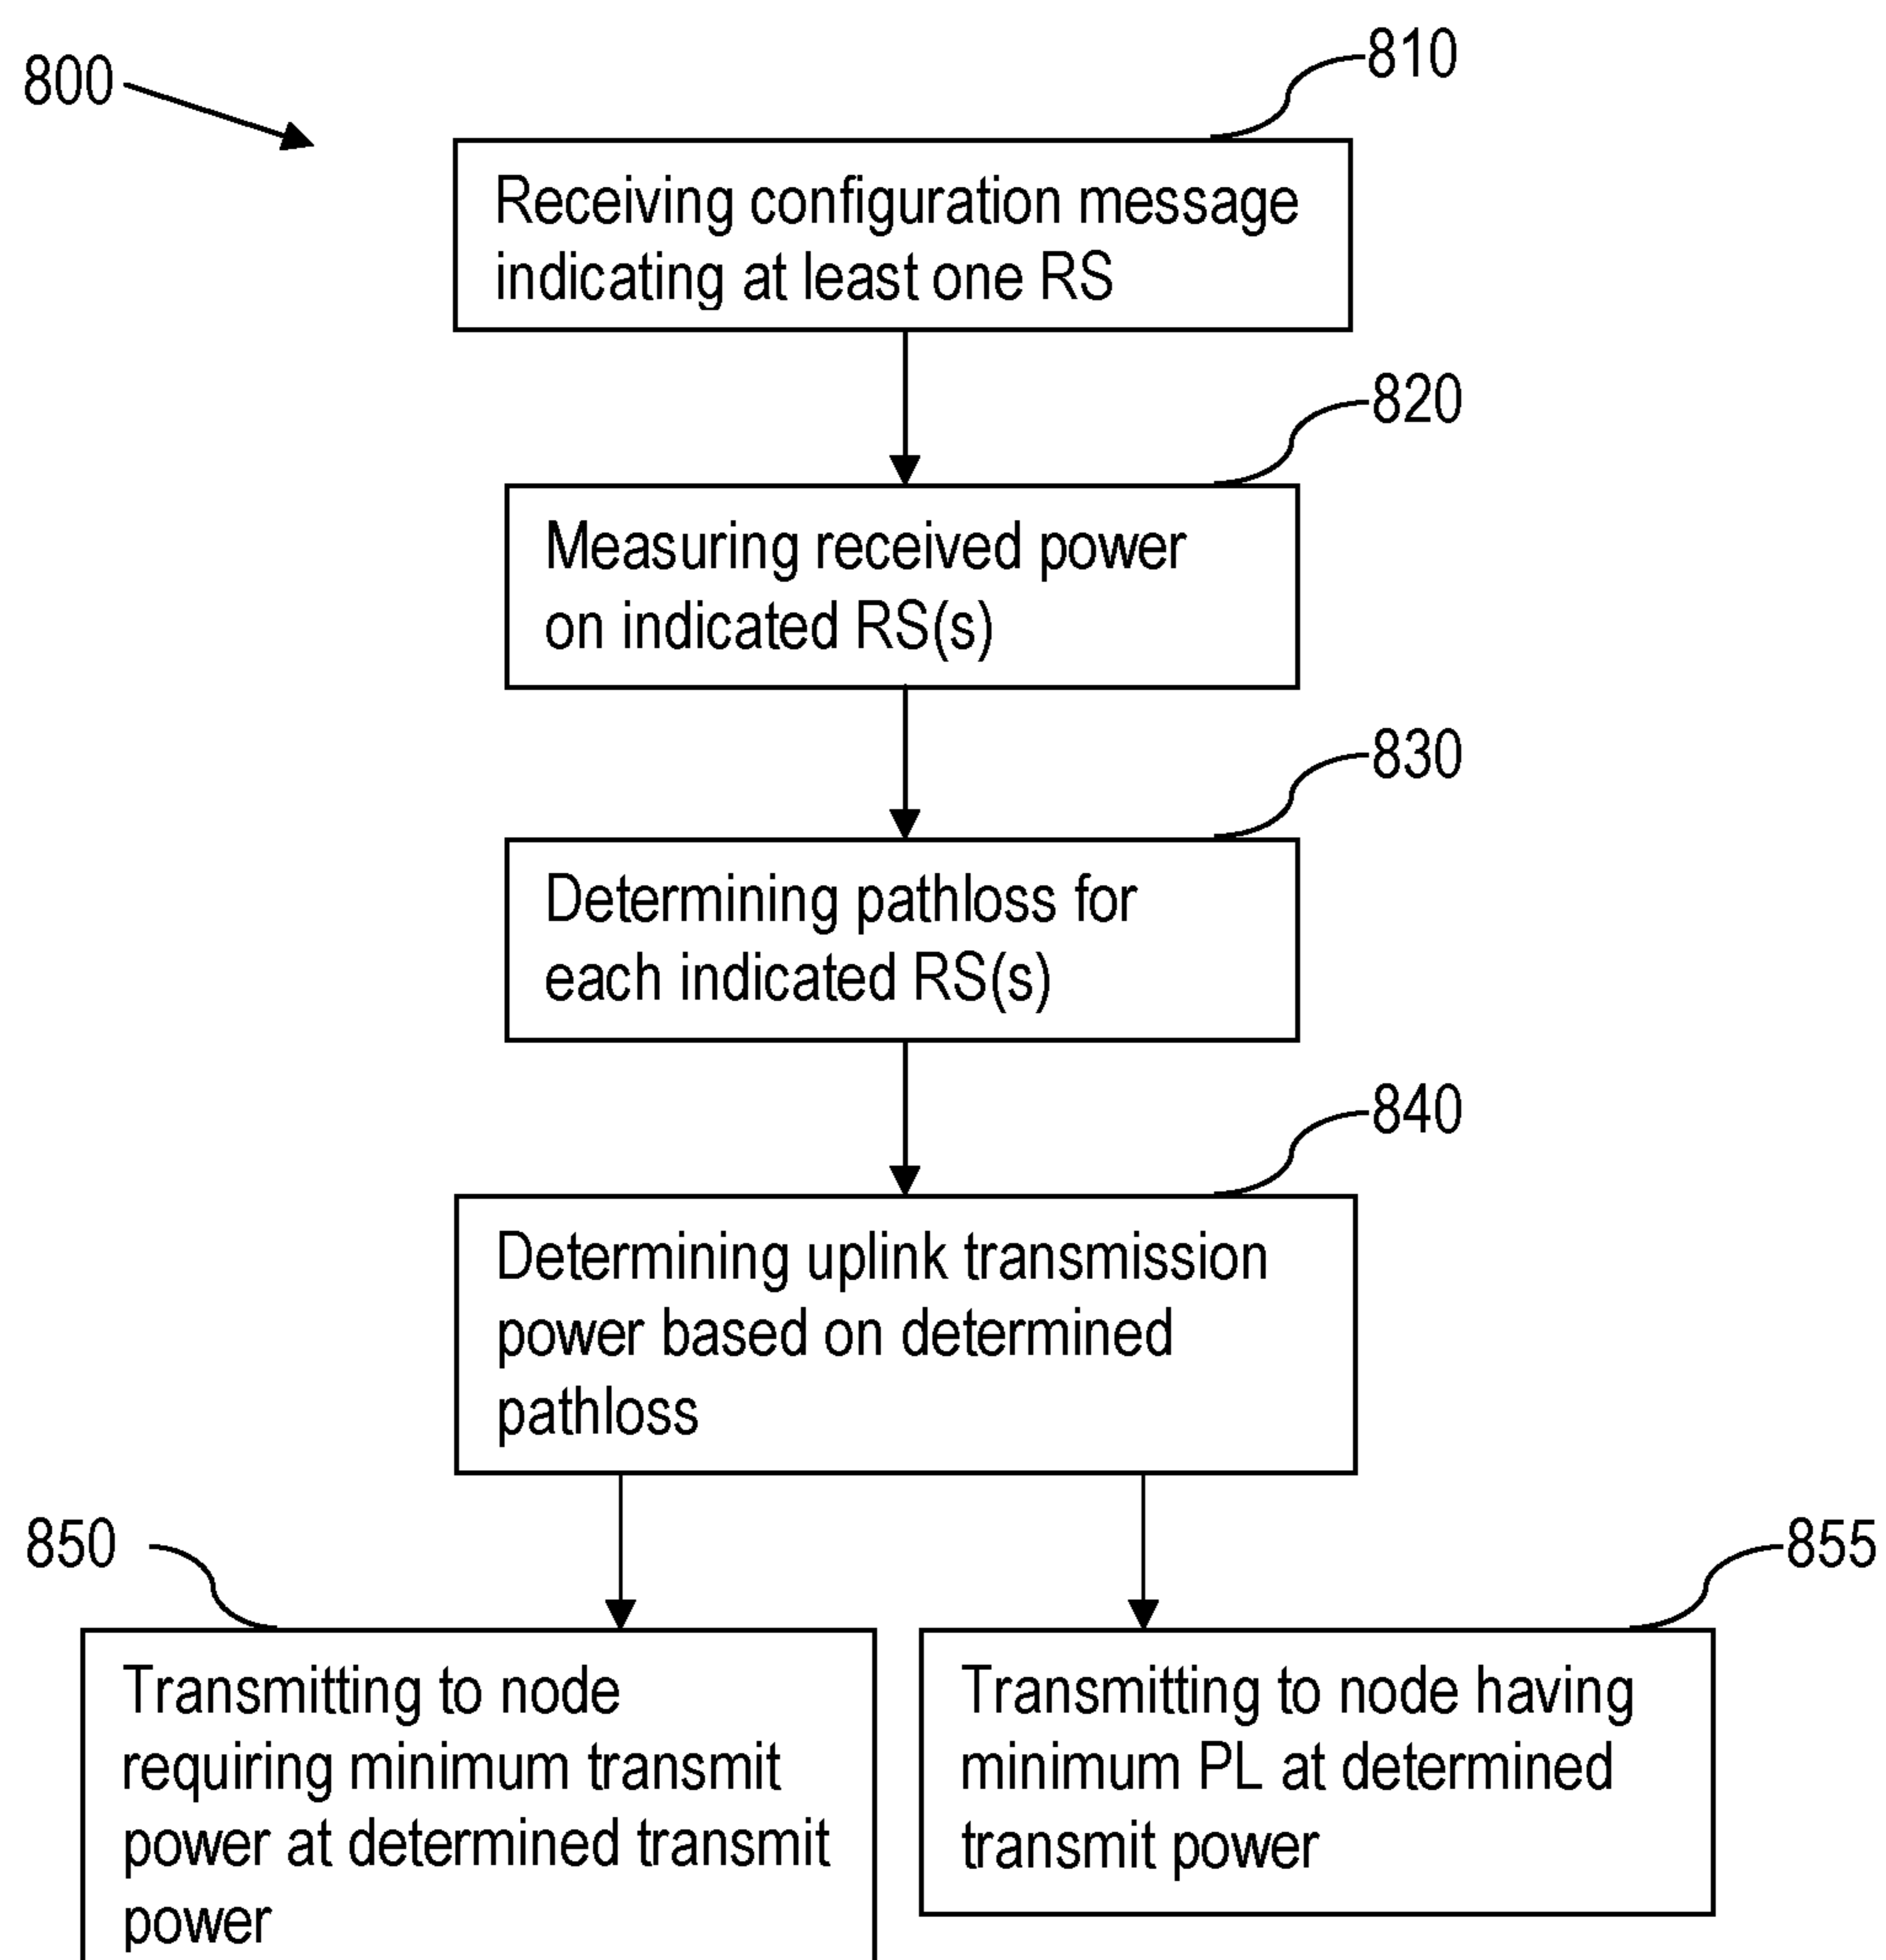 800
810
Receiving configuration message
indicating at least one RS
820
Measuring received power
on indicated RS(s)
830
Determining pathloss for
each indicated RS(s)
840
Determining uplink transmission
power based on determined
pathloss
850
Transmitting to node
requiring minimum transmit
power at determined transmit
power
855
Transmitting to node having
minimum PL at determined
transmit power